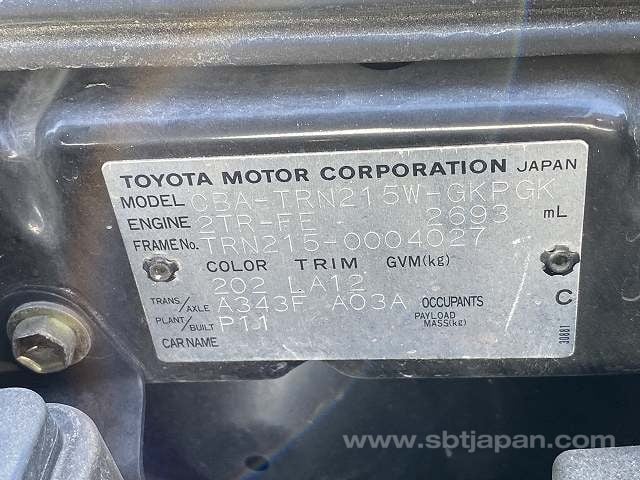 TOYOTA MOTOR CORPORATION JAPAN
MODEL CBA-TRN215W-GKPGK
ENGINE 2TR-FE 2693 mL
FRAME No. TRN215-0004027
COLOR TRIM GVM(kg)
202 LA12
TRANS/AXLE A343F A03A OCCUPANTS C
PLANT/BUILT P11 PAYLOAD MASS(kg)
CAR NAME
30881
www.sbtjapan.com